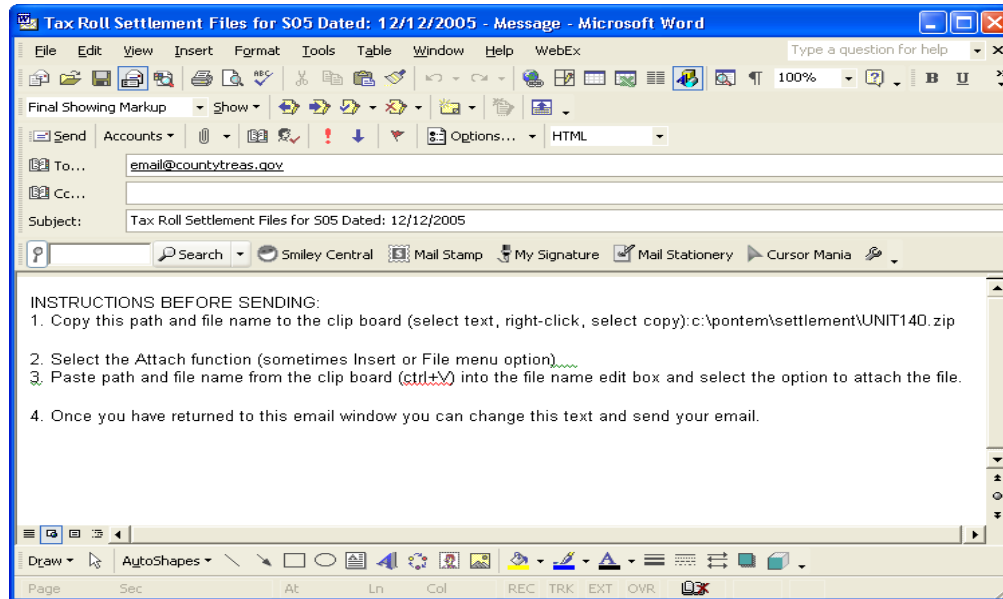 Tax Roll Settlement Files for S05 Dated: 12/12/2005 - Message - Microsoft Word
File Edit View Insert Format Tools Table Window Help WebEx Type a question for help
100% B U
Final Showing Markup Show
Send Accounts Options... HTML
To... email@countytreas.gov
Cc...
Subject: Tax Roll Settlement Files for S05 Dated: 12/12/2005
Search Smiley Central Mail Stamp My Signature Mail Stationery Cursor Mania
INSTRUCTIONS BEFORE SENDING:
1. Copy this path and file name to the clip board (select text, right-click, select copy):c:\pontem\settlement\UNIT140.zip
2. Select the Attach function (sometimes Insert or File menu option)
3. Paste path and file name from the clip board (ctrl+V) into the file name edit box and select the option to attach the file.
4. Once you have returned to this email window you can change this text and send your email.
Draw AutoShapes
Page Sec At Ln Col REC TRK EXT OVR